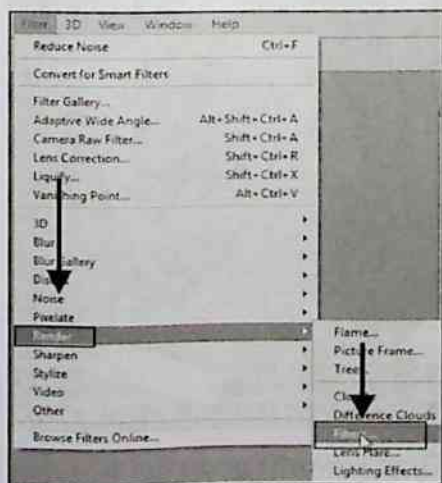 Filter 3D View Window Help
Reduce Noise Ctrl+F
Convert for Smart Filters
Filter Gallery...
Adaptive Wide Angle... Alt+Shift+Ctrl+A
Camera Raw Filter... Shift+Ctrl+A
Lens Correction... Shift+Ctrl+R
Liquify... Shift+Ctrl+X
Vanishing Point... Alt+Ctrl+V
3D
Blur
Blur Gallery
Noise
Pixelate
Render
Sharpen
Stylize
Video
Other
Browse Filters Online...
Flame...
Picture Frame...
Tree...
Difference Clouds
Lens Flare...
Lighting Effects...